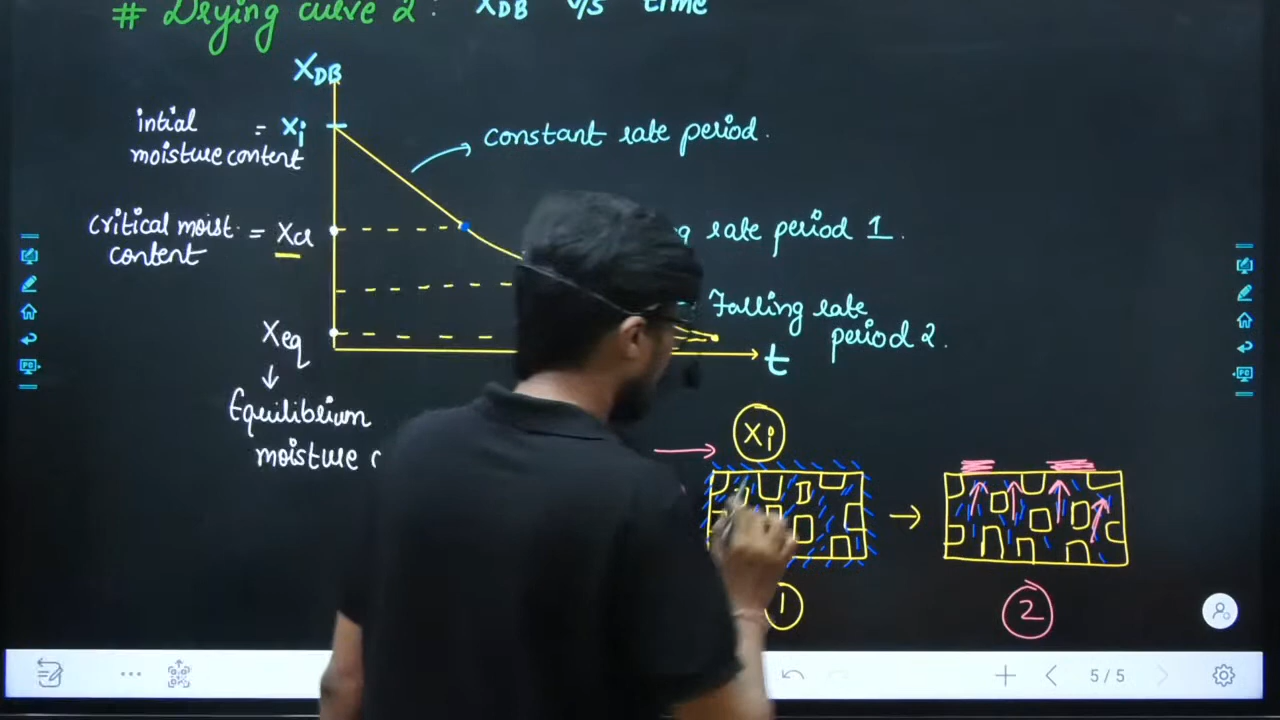 # Drying curve 2 : XDB v/s time
XDB
intial
moisture content = Xi
constant rate period.
critical moist.
content = Xcr
rate period 1.
Falling rate
period 2.
Xeq
t
Equilibrium
moisture
Xi
D
1
2
5 / 5